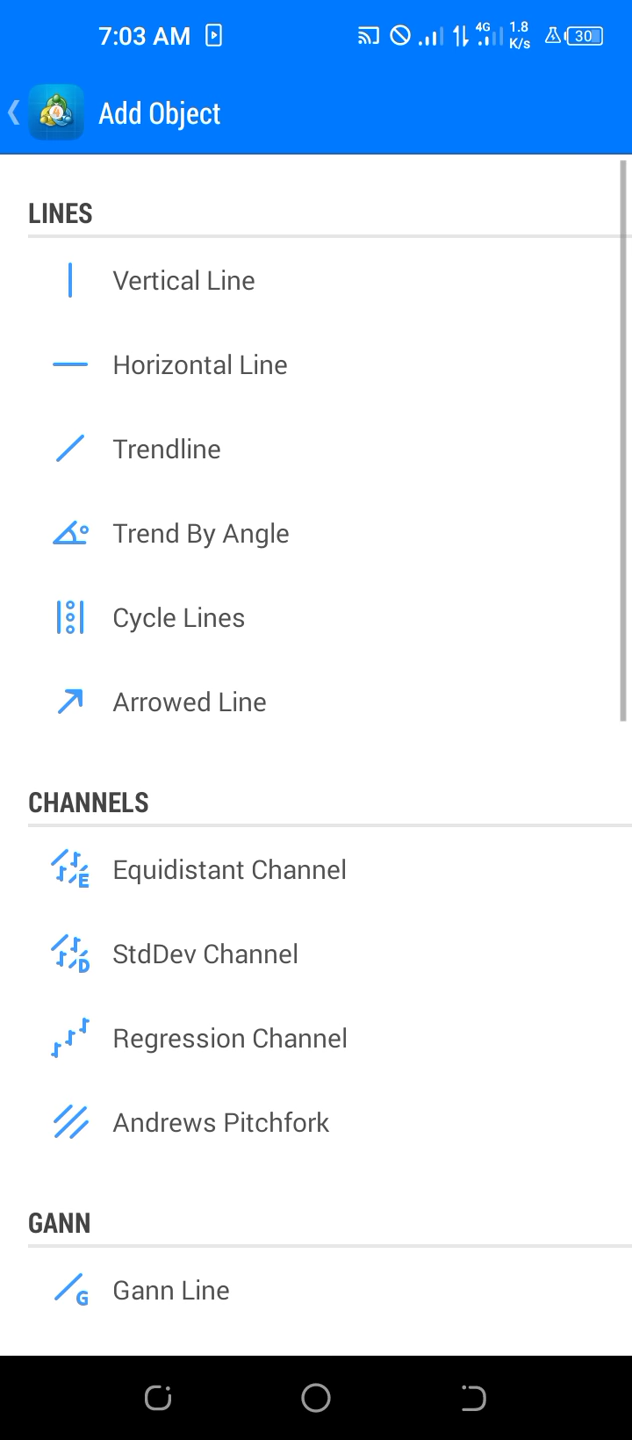 7:03 AM 4G 1.8 K/s 30
Add Object
LINES
Vertical Line
Horizontal Line
Trendline
Trend By Angle
Cycle Lines
Arrowed Line
CHANNELS
E Equidistant Channel
D StdDev Channel
Regression Channel
Andrews Pitchfork
GANN
G Gann Line